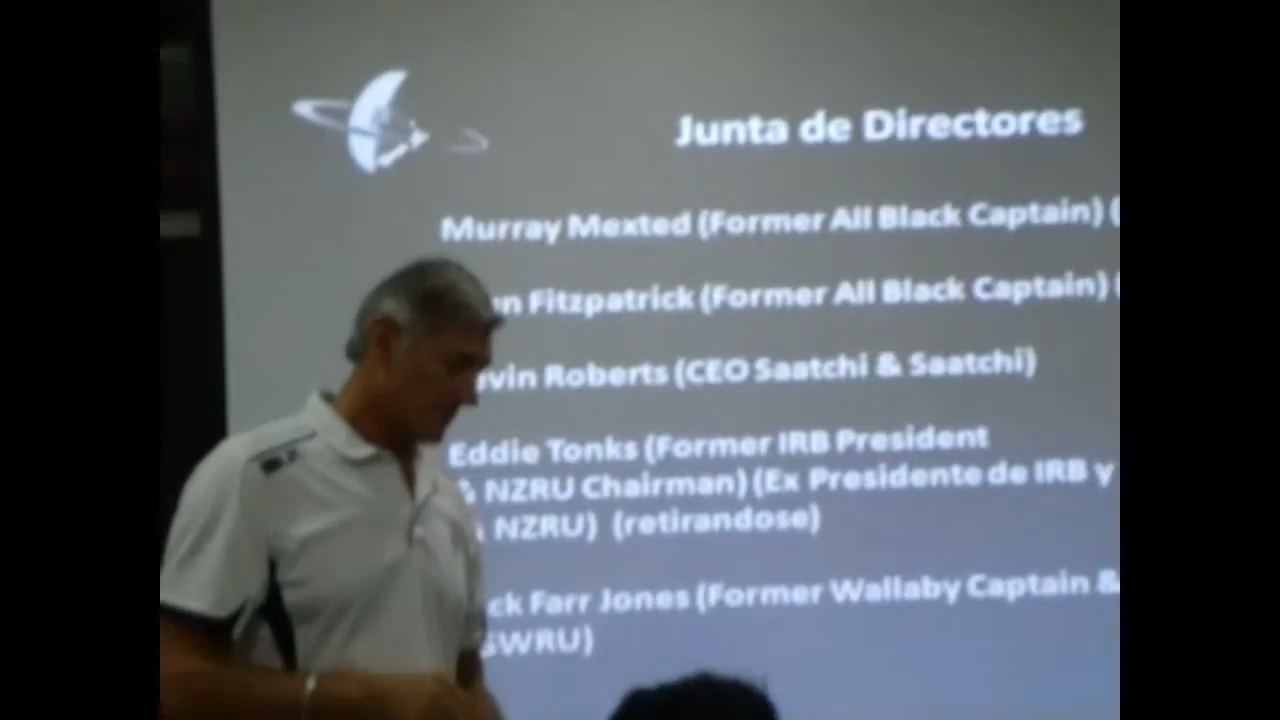 Junta de Directores
Murray Mexted (Former All Black Captain) (
Fitzpatrick (Former All Black Captain) (
Roberts (CEO Saatchi & Saatchi)
Eddie Tonks (Former IRB President
& NZRU Chairman) (Ex Presidente de IRB y
NZRU) (retirandose)
Farr Jones (Former Wallaby Captain &